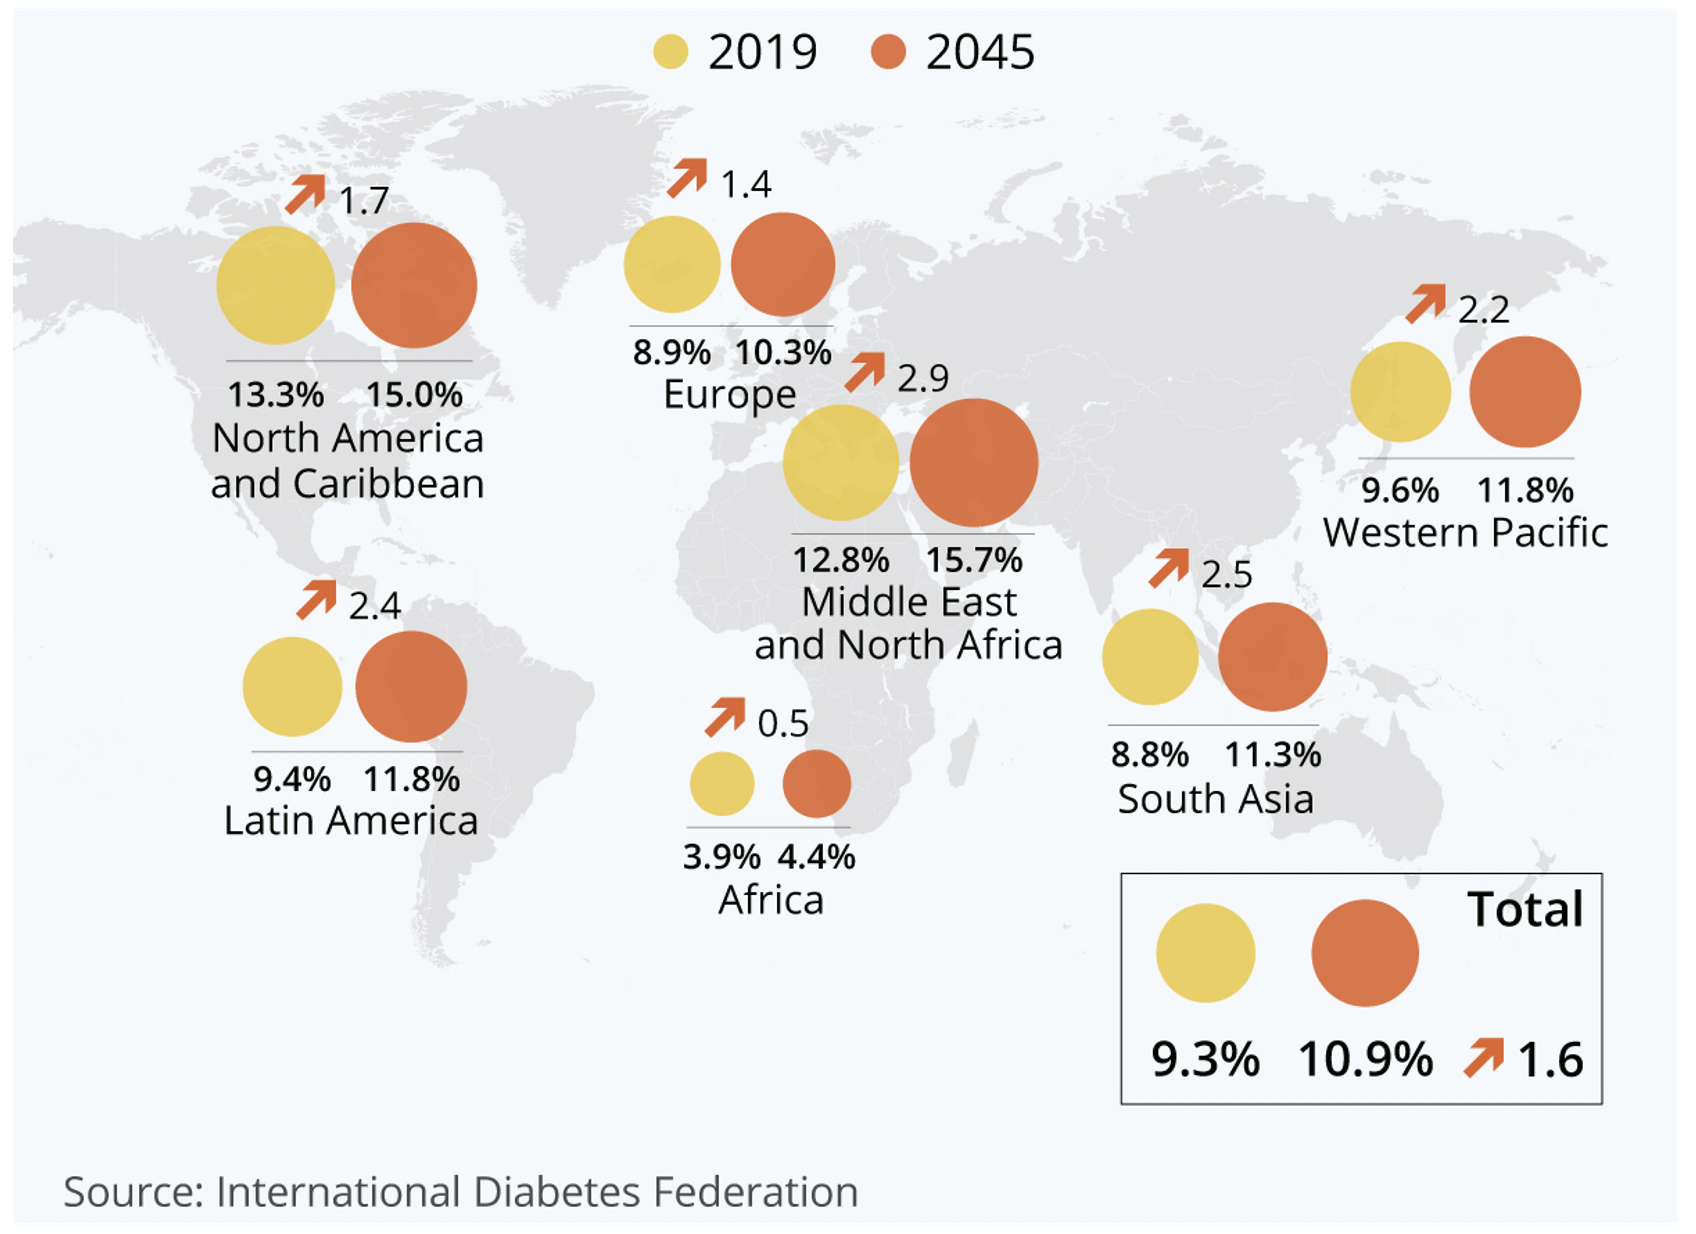 2019 2045
1.7
13.3% 15.0%
North America
and Caribbean
1.4
8.9% 10.3%
Europe
2.9
12.8% 15.7%
Middle East
and North Africa
2.2
9.6% 11.8%
Western Pacific
2.4
9.4% 11.8%
Latin America
0.5
3.9% 4.4%
Africa
2.5
8.8% 11.3%
South Asia
Total
9.3% 10.9% 1.6
Source: International Diabetes Federation